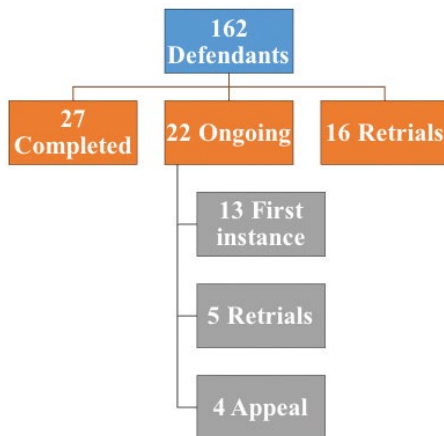 162
Defendants
27
Completed
22 Ongoing
16 Retrials
13 First
instance
5 Retrials
4 Appeal